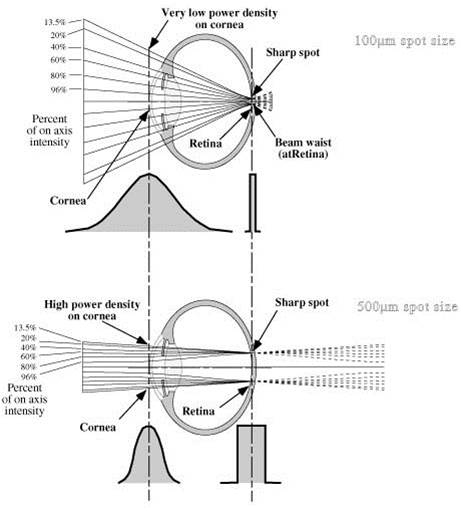 Very low power density
on cornea
13.5%
20%
40%
60%
80%
96%
Percent
of on axis
intensity
Cornea
Retina
Sharp spot
Beam waist
(atRetina)
100µm spot size
High power density
on cornea
13.5%
20%
40%
60%
80%
96%
Percent
of on axis
intensity
Cornea
Retina
Sharp spot
500µm spot size